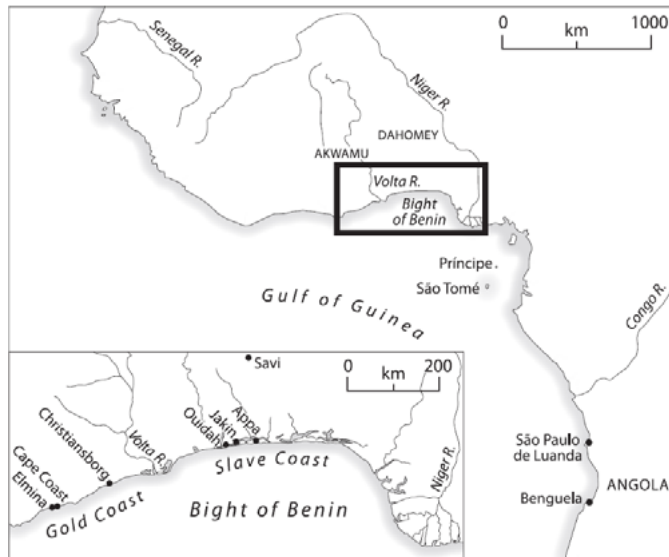 0 1000
km
Senegal R.
Niger R.
DAHOMEY
AKWAMU
Volta R.
Bight
of Benin
Príncipe
São Tomé
Gulf of Guinea
Congo R.
São Paulo
de Luanda
ANGOLA
Benguela
0 200
km
Savi
Appa
Jakin
Ouidah
Volta R.
Christiansborg
Cape Coast
Elmina
Slave Coast
Gold Coast
Niger R.
Bight of Benin